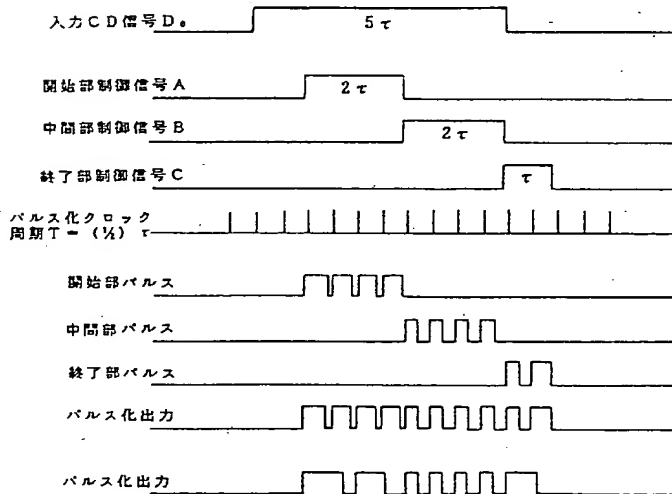 入力CD信号D₀
5τ
開始部制御信号A
2τ
中間部制御信号B
2τ
終了部制御信号C
τ
パルス化クロック
周期T=(½)τ
開始部パルス
中間部パルス
終了部パルス
パルス化出力
パルス化出力